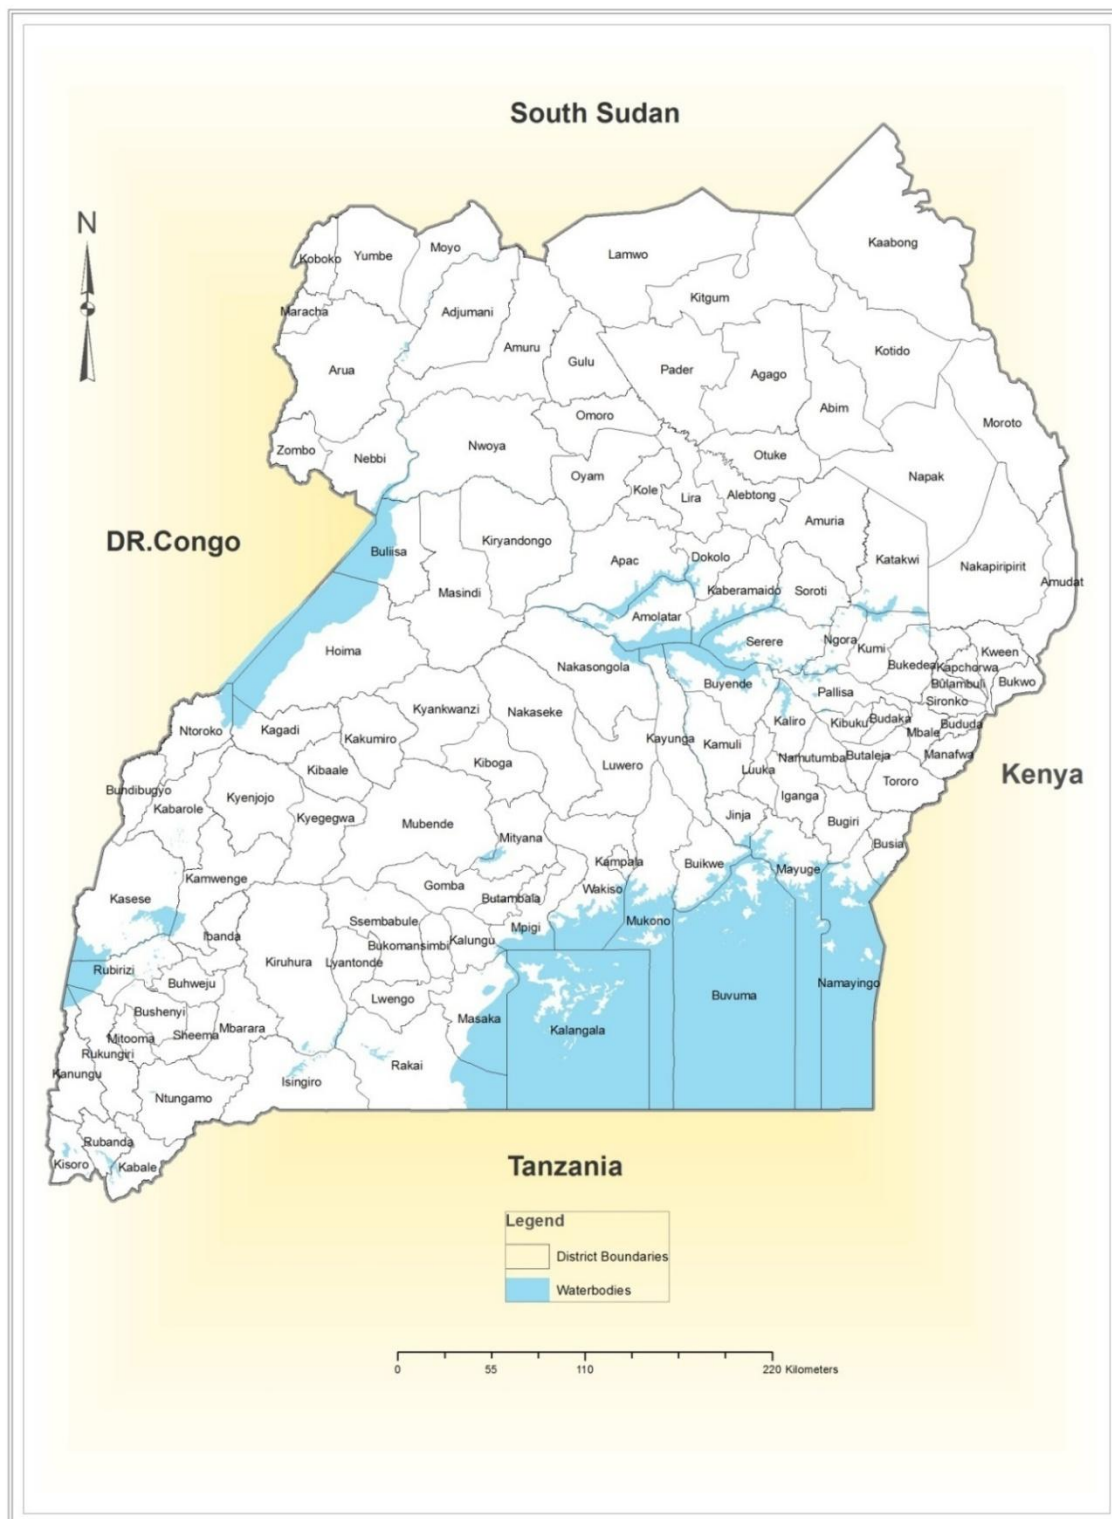 South Sudan
N
Kaabong
Moyo
Koboko
Yumbe
Lamwo
Kitgum
Maracha
Adjumani
Amuru
Gulu
Kotido
Arua
Pader
Agago
Abim
Omoro
Moroto
Zombo
Nebbi
Nwoya
Otuke
Oyam
Napak
Kole
Lira
Alebtong
Amuria
DR.Congo
Buliisa
Kiryandongo
Apac
Dokolo
Katakwi
Nakapiripirit
Amudat
Masindi
Kaberamaido
Soroti
Amolatar
Hoima
Serere
Ngora
Kumi
Nakasongola
Bukedea
Kween
Kapchorwa
Bulambuli
Bukwo
Buyende
Pallisa
Sironko
Kyankwanzi
Nakaseke
Ntoroko
Kagadi
Kakumiro
Kayunga
Kamuli
Kaliro
Kibuku
Budaka
Bududa
Mbale
Kibaale
Kiboga
Luwero
Luuka
Namutumba
Butaleja
Manafwa
Kenya
Bundibugyo
Kabarole
Kyenjojo
Kyegegwa
Tororo
Iganga
Mubende
Mityana
Jinja
Bugiri
Busia
Kampala
Buikwe
Mayuge
Kamwenge
Gomba
Butambala
Wakiso
Kasese
Ssembabule
Mpigi
Mukono
Ibanda
Bukomansimbi
Kalungu
Rubirizi
Kiruhura
Lyantonde
Buhweju
Lwengo
Buvuma
Namayingo
Bushenyi
Masaka
Kalangala
Mitooma
Sheema
Mbarara
Rukungiri
Kanungu
Rakai
Isingiro
Ntungamo
Rubanda
Kisoro
Kabale
Tanzania
Legend
District Boundaries
Waterbodies
0 55 110 220 Kilometers